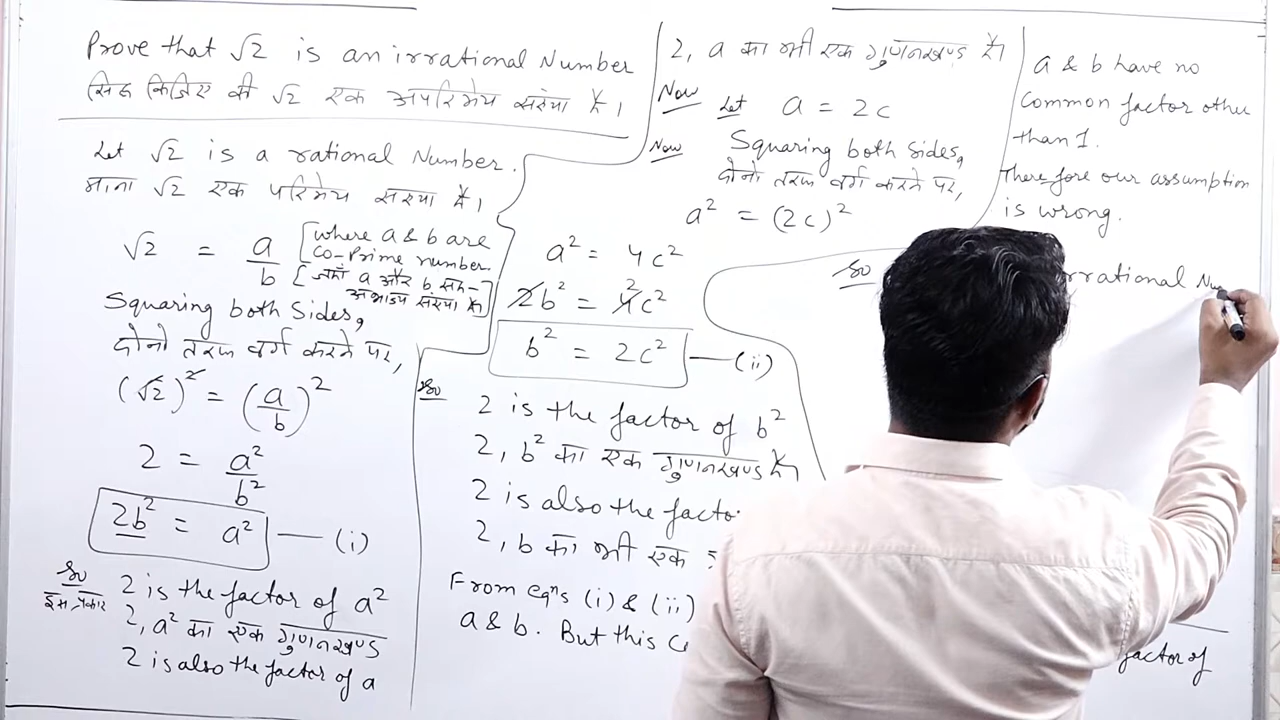 Prove that √2 is an irrational Number
सिद्ध किजिए की √2 एक अपरिमेय संख्या है।
Let √2 is a rational Number.
माना √2 एक परिमेय संख्या है।
√2 = a/b [where a & b are
co-Prime number.
[जहाँ a और b सह-
अभाज्य संख्या है]
Squaring both sides,
दोनो तरफ वर्ग करने पर,
(√2)² = (a/b)²
2 = a²/b²
2b² = a² — (i)
So 2 is the factor of a²
इस प्रकार 2, a² का एक गुणनखण्ड
2 is also the factor of a
2, a का भी एक गुणनखण्ड है।
Now Let a = 2c
Now Squaring both sides,
दोनो तरफ वर्ग करने पर,
a² = (2c)²
a² = 4c²
2b² = 4c² 2
b² = 2c² — (ii)
So 2 is the factor of b²
2, b² का एक गुणनखण्ड है।
2 is also the facto
2, b का भी एक
From eqⁿs (i) & (ii)
a & b. But this
factor of
a & b have no
Common factor other
than 1.
Therefore our assumption
is wrong.
So rrational Nu